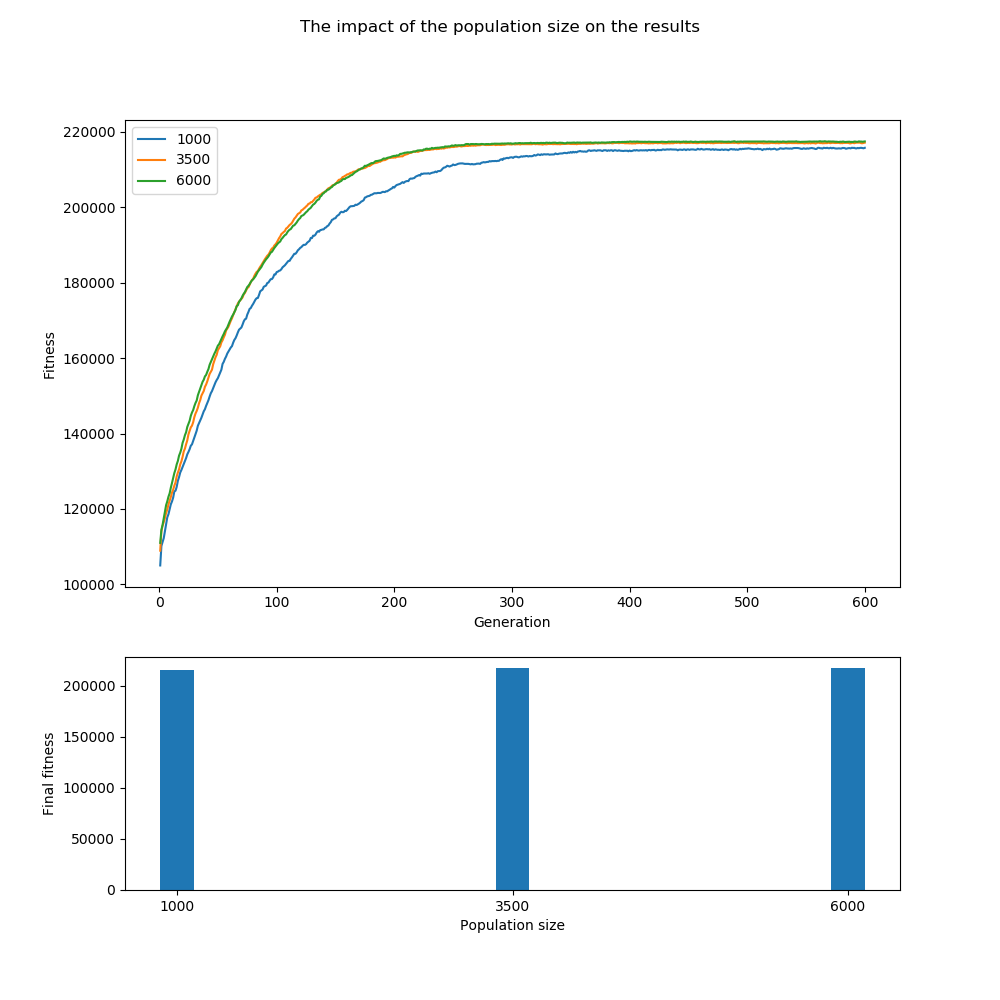 The impact of the population size on the results
220000
200000
180000
160000
140000
120000
100000
Fitness
1000
3500
6000
0 100 200 300 400 500 600
Generation
200000
150000
100000
50000
0
Final fitness
1000 3500 6000
Population size